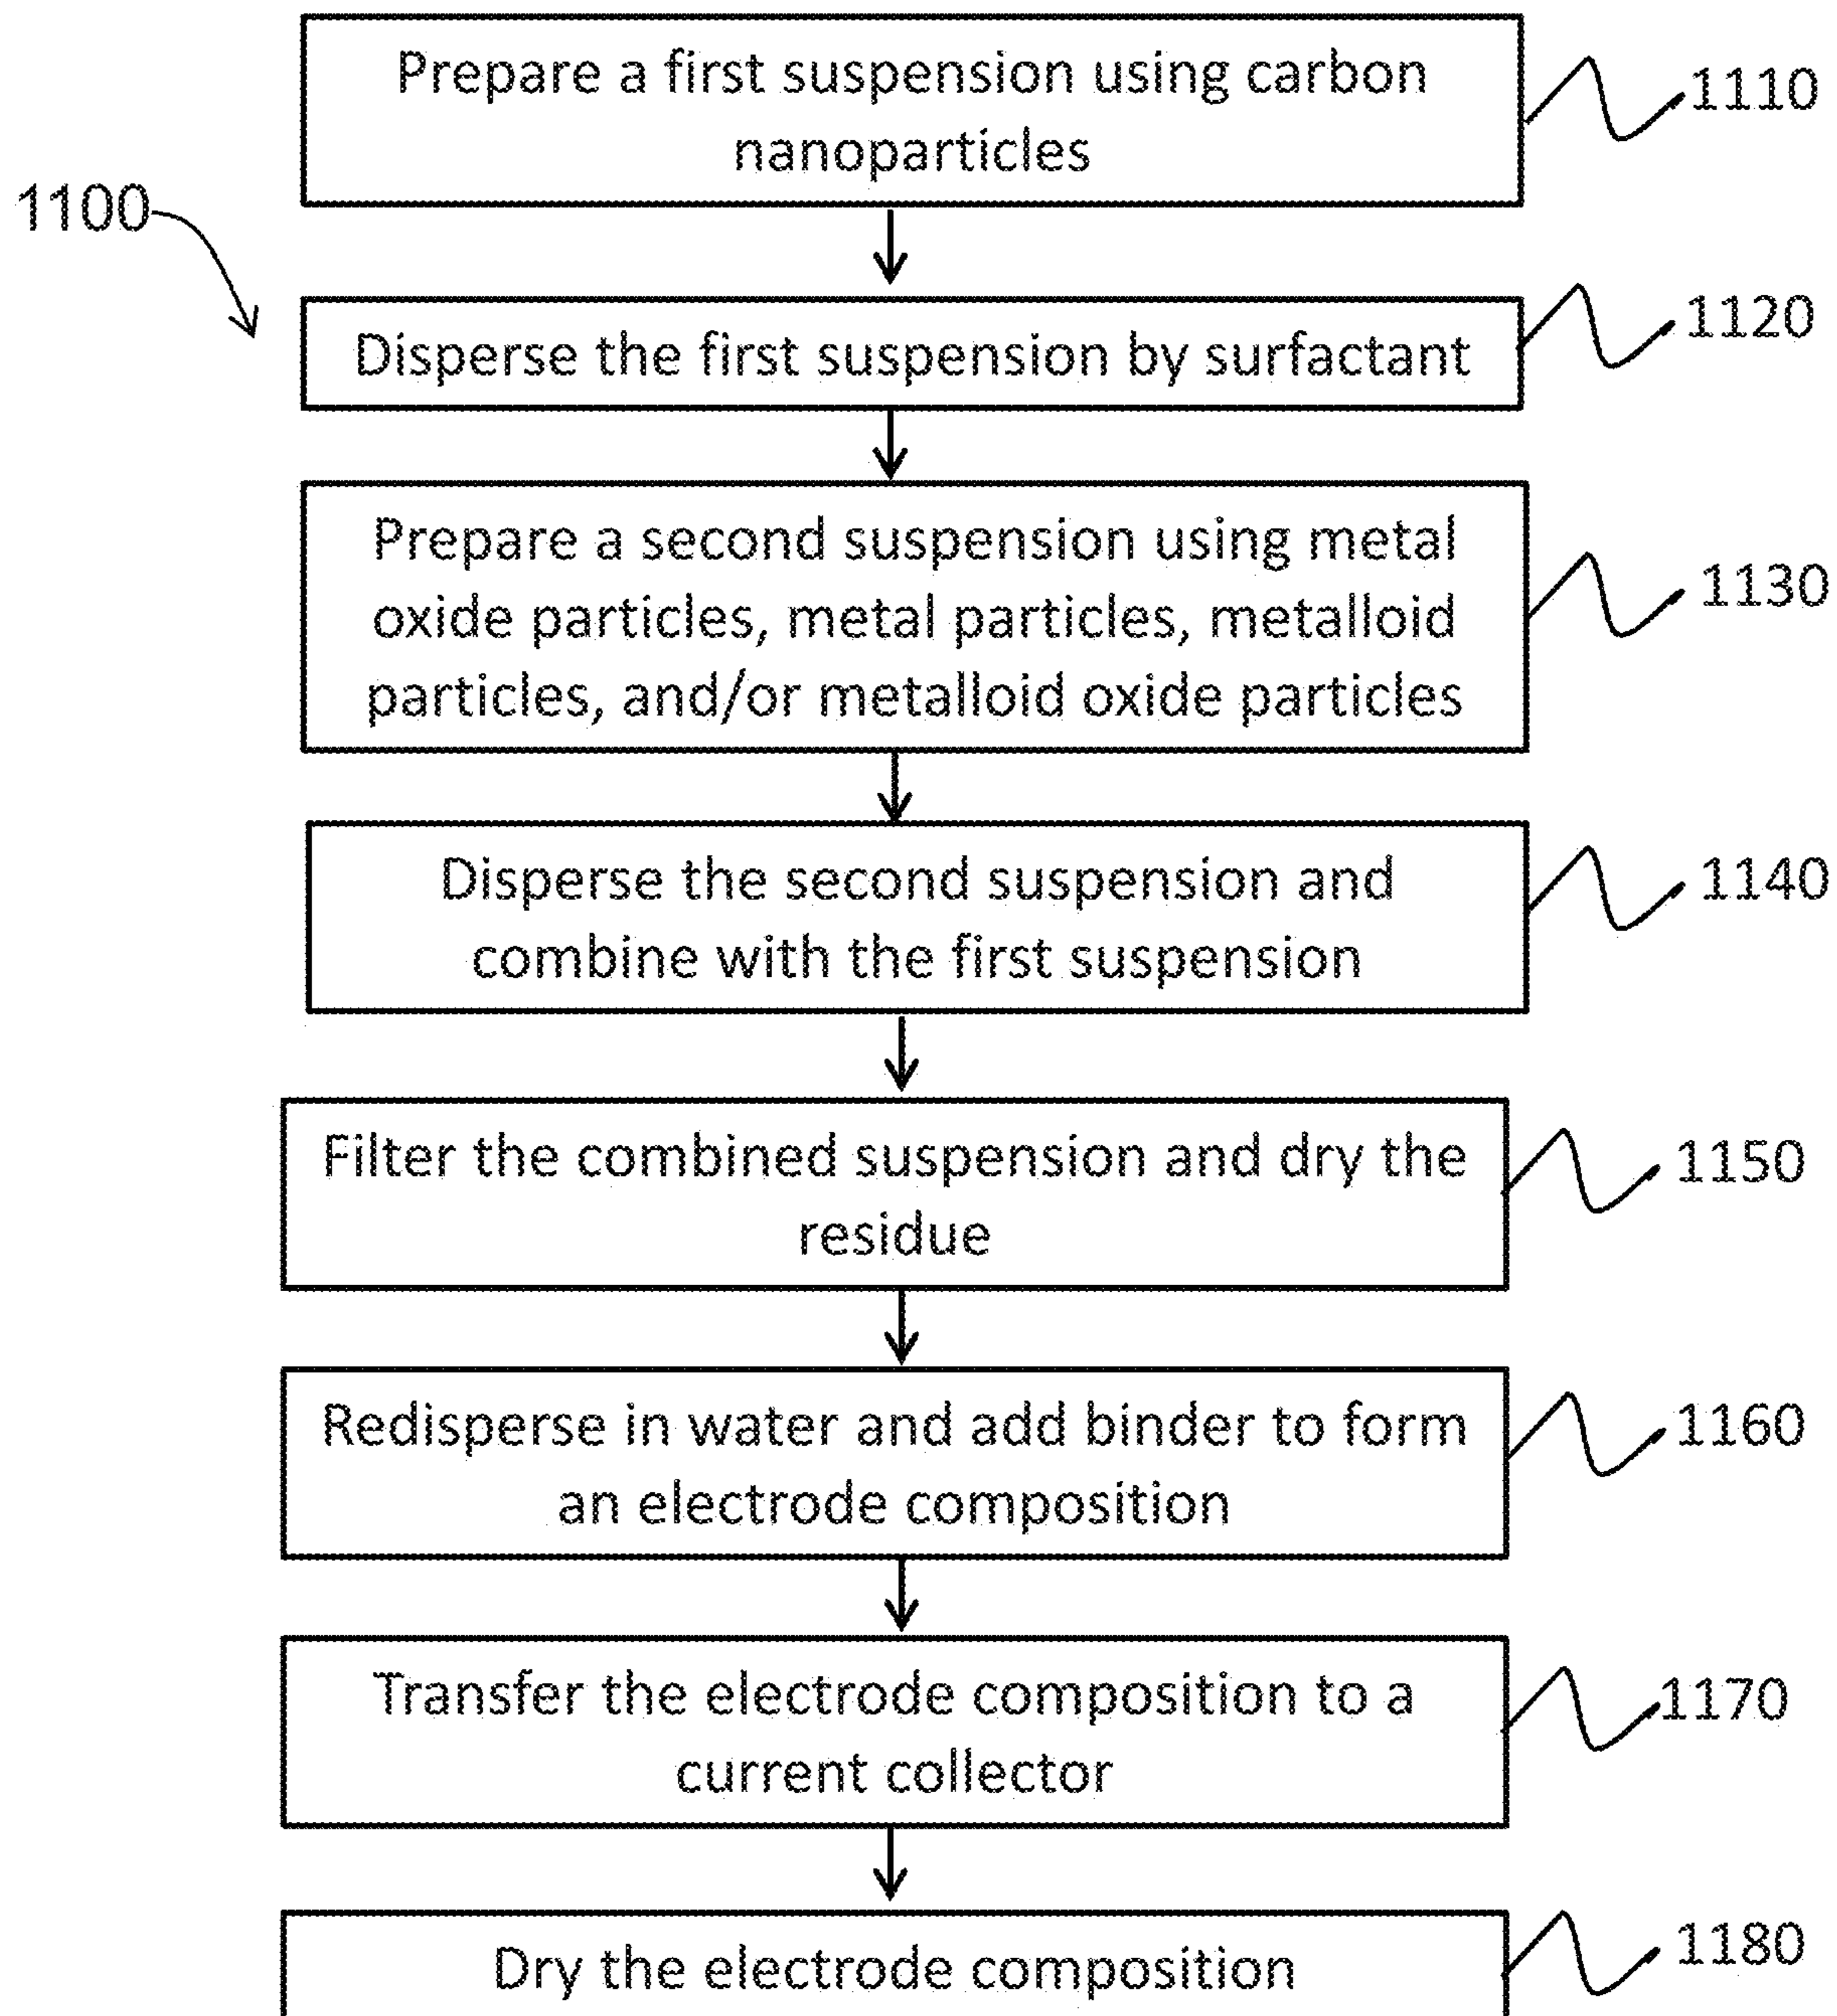 Prepare a first suspension using carbon
nanoparticles
1110
1100
Disperse the first suspension by surfactant
1120
Prepare a second suspension using metal
oxide particles, metal particles, metalloid
particles, and/or metalloid oxide particles
1130
Disperse the second suspension and
combine with the first suspension
1140
Filter the combined suspension and dry the
residue
1150
Redisperse in water and add binder to form
an electrode composition
1160
Transfer the electrode composition to a
current collector
1170
Dry the electrode composition
1180